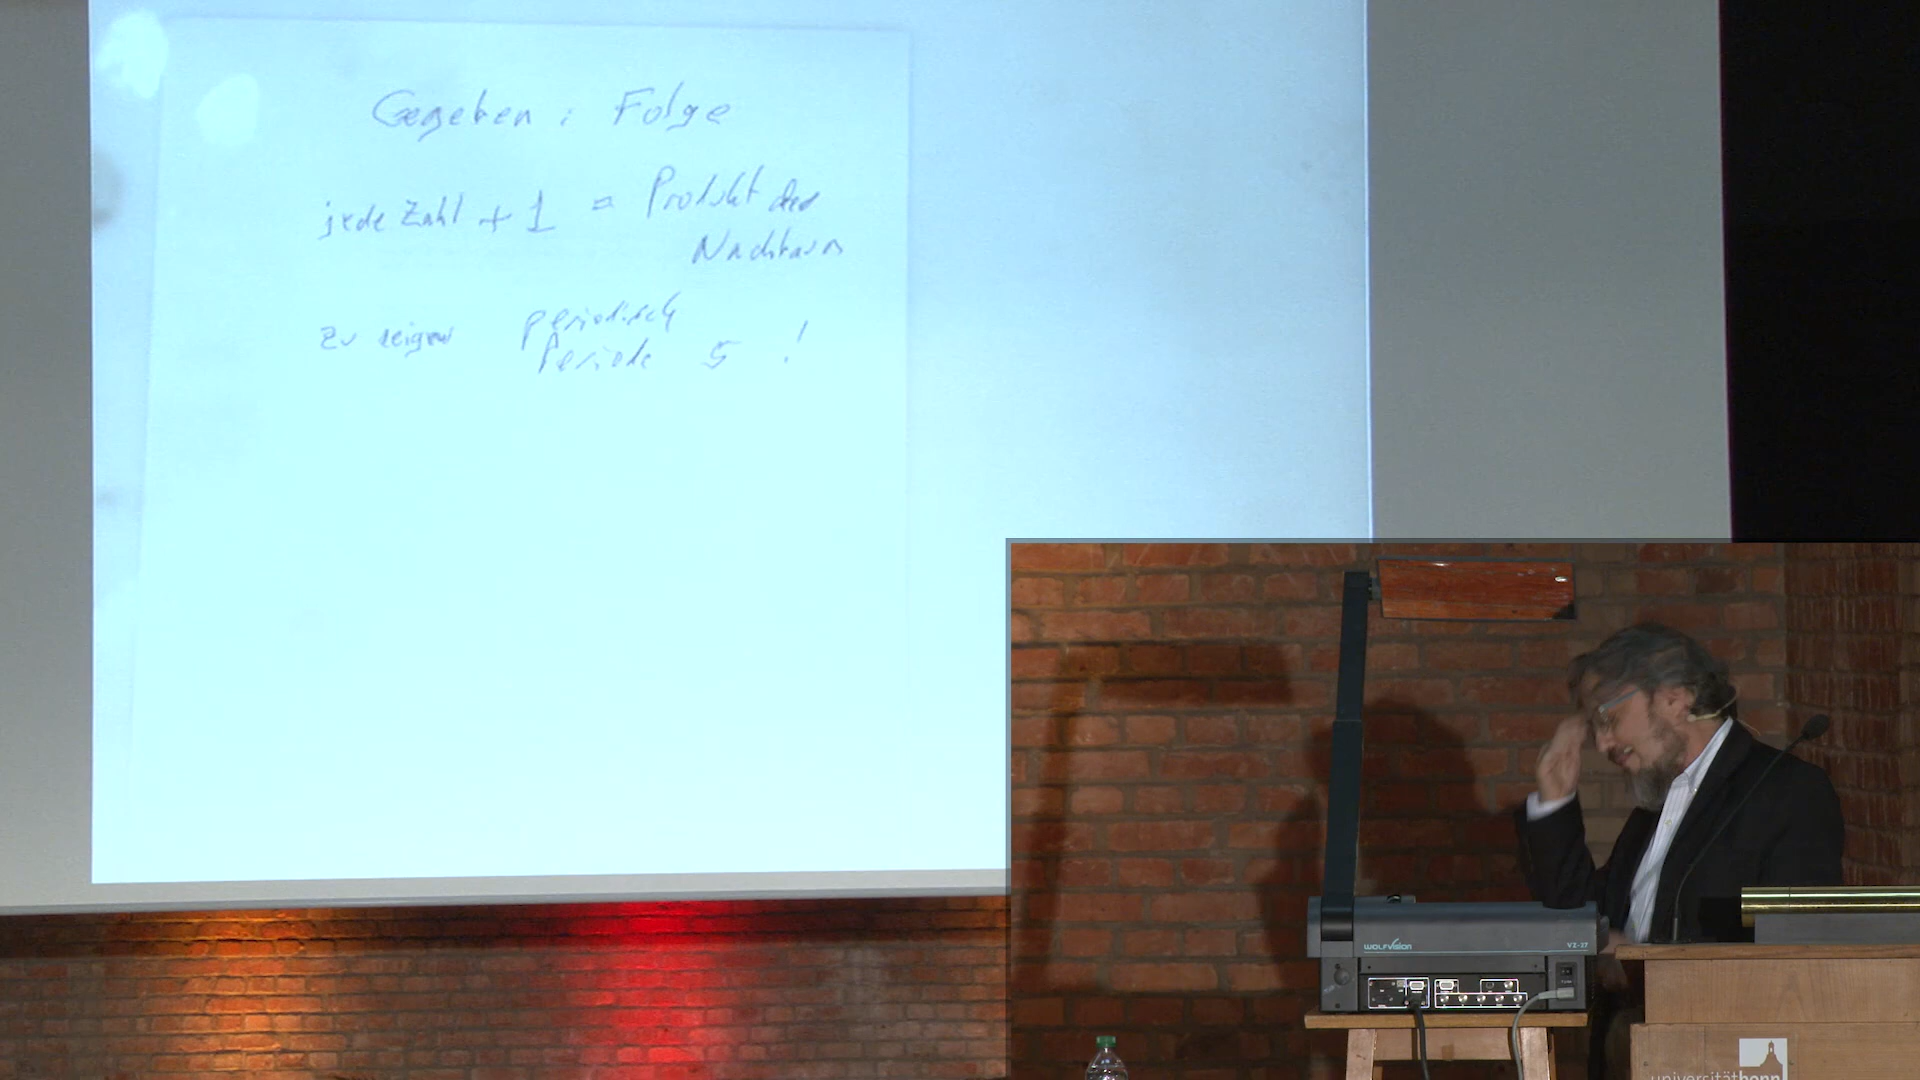 Gegeben : Folge
jede Zahl + 1 = Produkt der
Nachbarn
zu zeigen periodisch
Periode 5 !
WOLFVISION VZ-27
universitätbonn